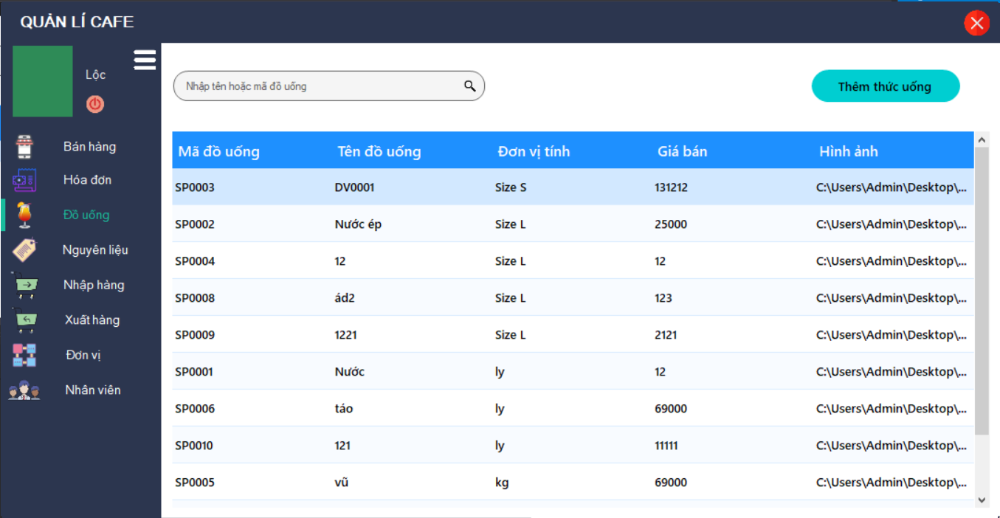 QUẢN LÍ CAFE
Lộc
Bán hàng
Hóa đơn
Đồ uống
Nguyên liệu
Nhập hàng
Xuất hàng
Đơn vị
Nhân viên
Nhập tên hoặc mã đồ uống
Thêm thức uống
Mã đồ uống Tên đồ uống Đơn vị tính Giá bán Hình ảnh
SP0003 DV0001 Size S 131212 C:\Users\Admin\Desktop\...
SP0002 Nước ép Size L 25000 C:\Users\Admin\Desktop\...
SP0004 12 Size L 12 C:\Users\Admin\Desktop\...
SP0008 ád2 Size L 123 C:\Users\Admin\Desktop\...
SP0009 1221 Size L 2121 C:\Users\Admin\Desktop\...
SP0001 Nước ly 12 C:\Users\Admin\Desktop\...
SP0006 táo ly 69000 C:\Users\Admin\Desktop\...
SP0010 121 ly 11111 C:\Users\Admin\Desktop\...
SP0005 vũ kg 69000 C:\Users\Admin\Desktop\...